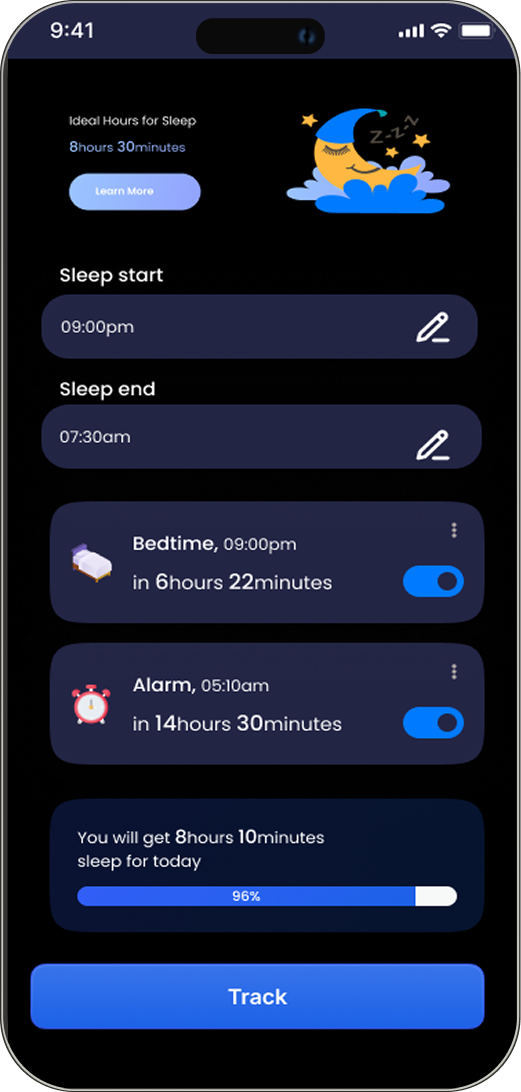 9:41
Ideal Hours for Sleep
8hours 30minutes
Z-Z-Z
Learn More
Sleep start
09:00pm
Sleep end
07:30am
Bedtime, 09:00pm
in 6hours 22minutes
Alarm, 05:10am
in 14hours 30minutes
You will get 8hours 10minutes
sleep for today
96%
Track